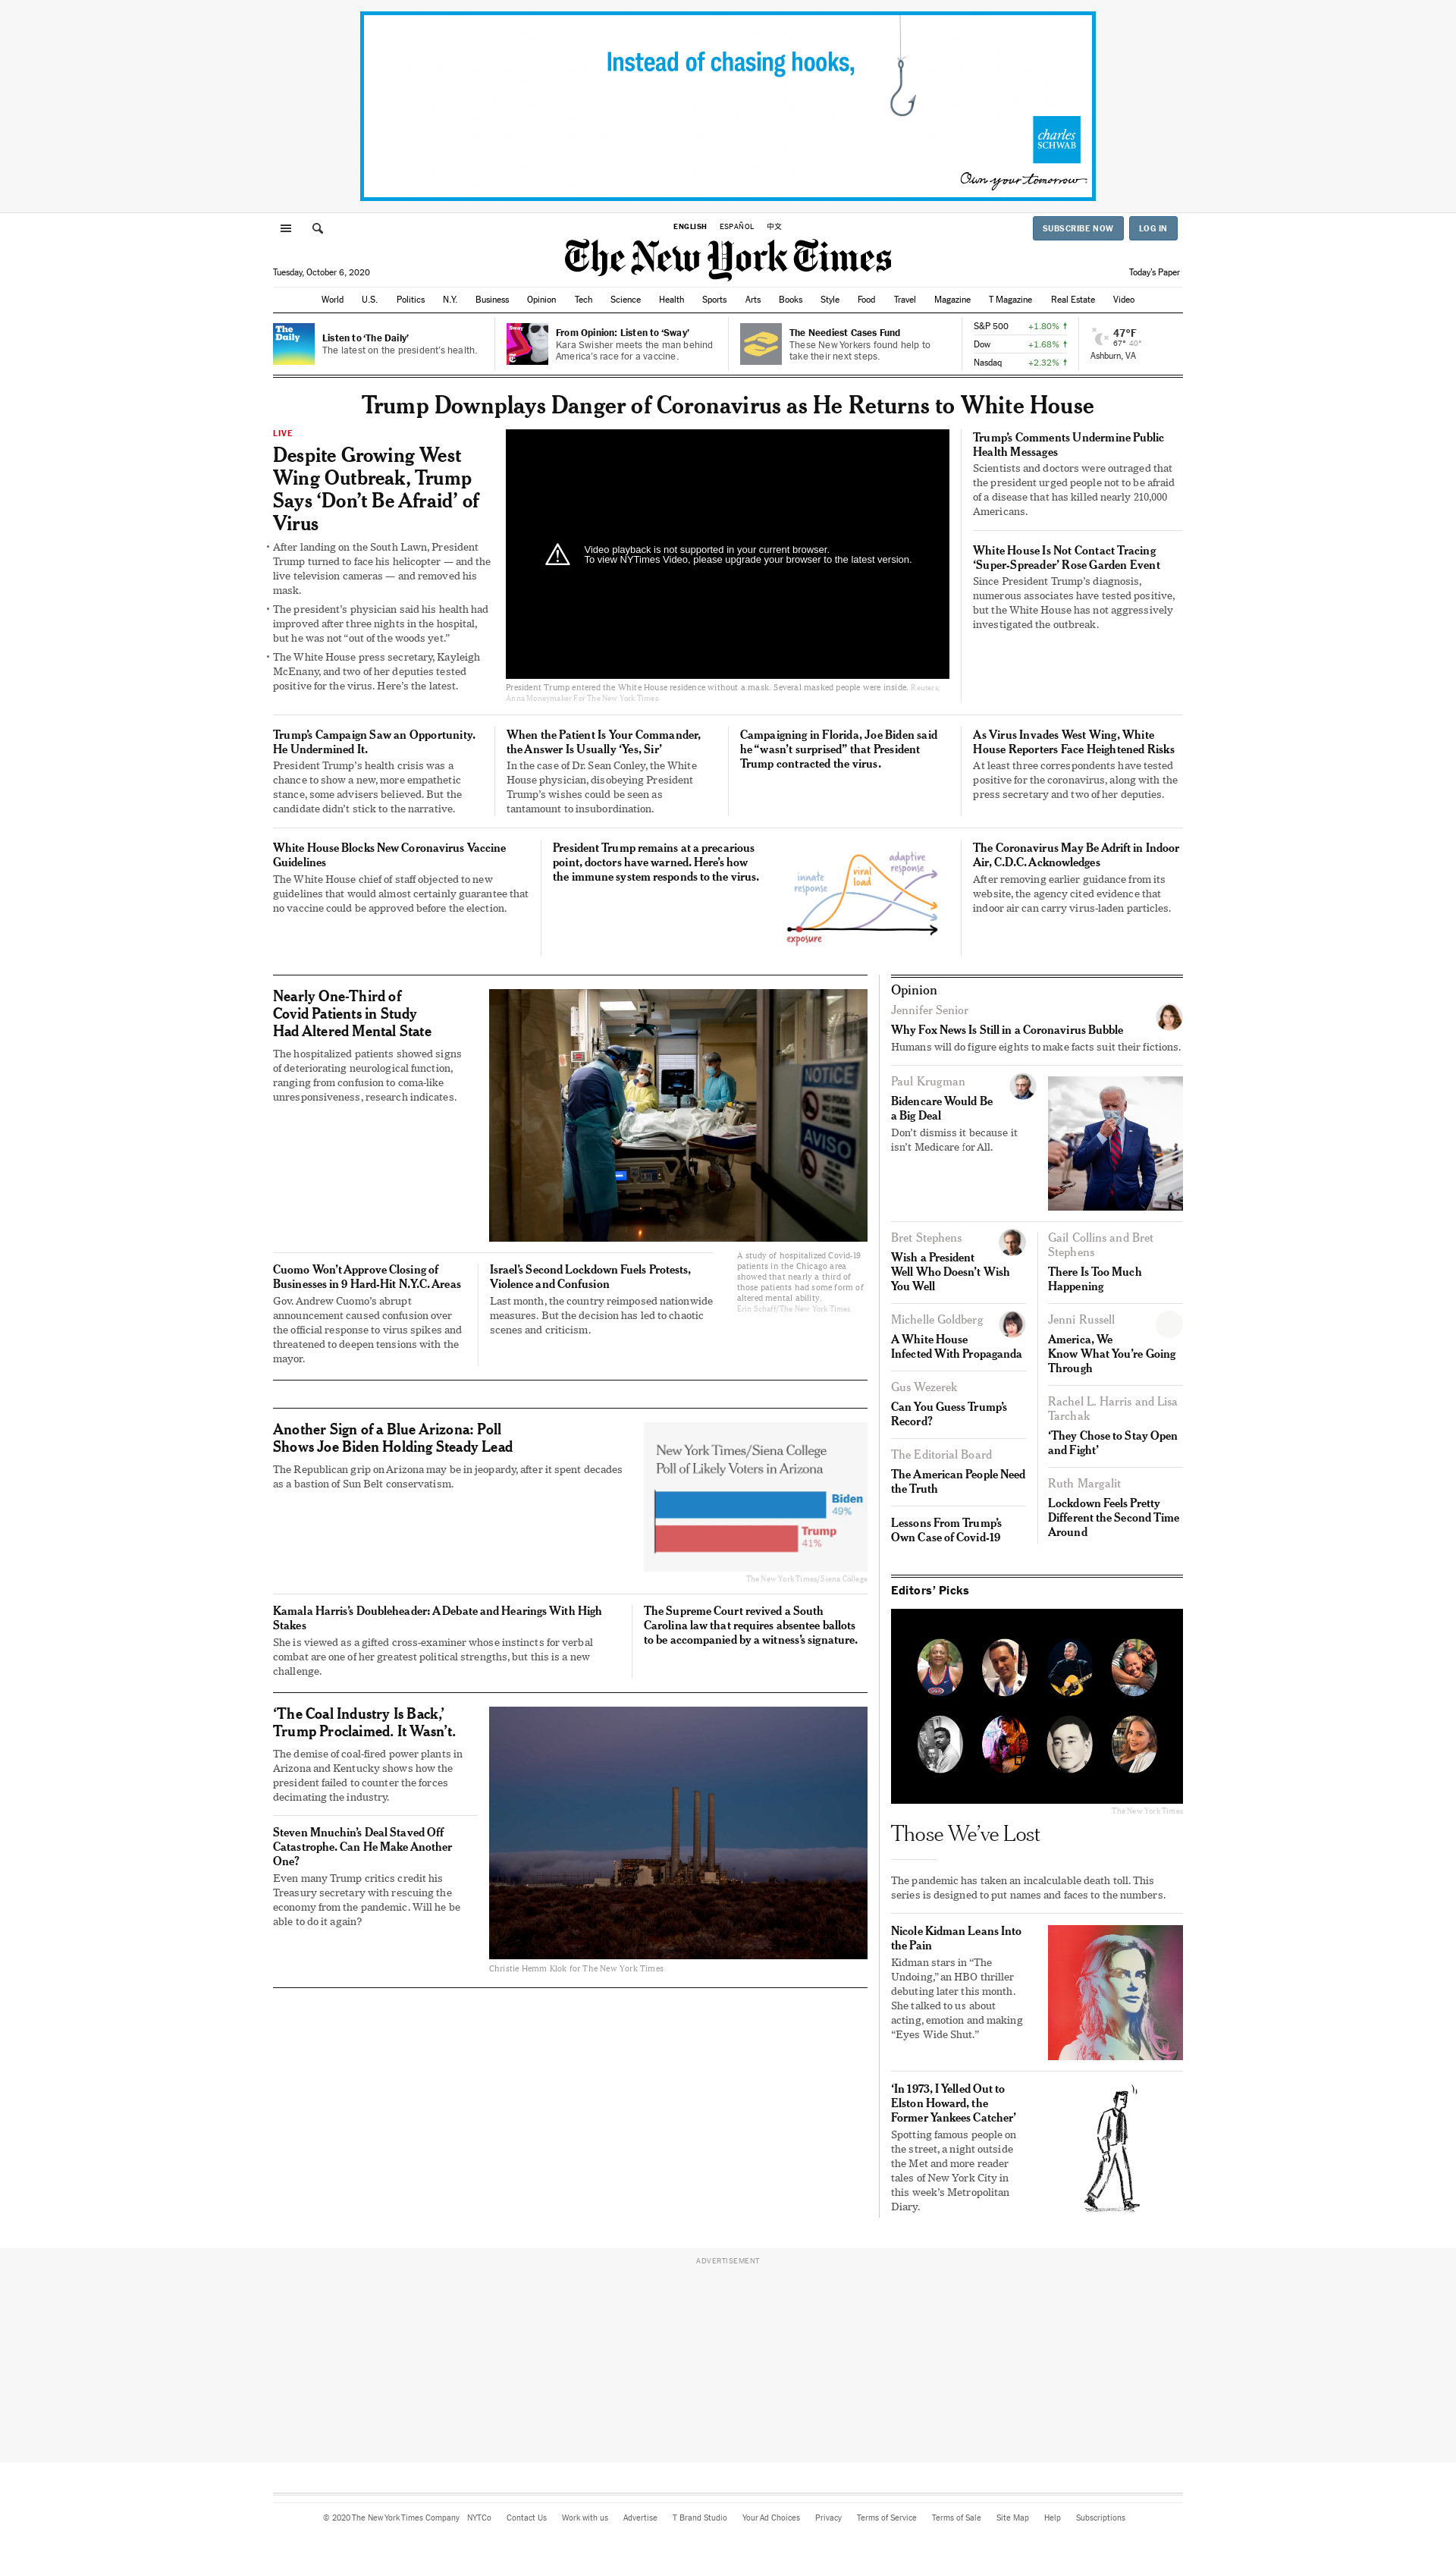 Instead of chasing hooks,
charles
SCHWAB
Own your tomorrow.
ENGLISH ESPAÑOL 中文
SUBSCRIBE NOW LOG IN
The New York Times
Tuesday, October 6, 2020
Today's Paper
World U.S. Politics N.Y. Business Opinion Tech Science Health Sports Arts Books Style Food Travel Magazine T Magazine Real Estate Video
The
Daily
Listen to ‘The Daily’
The latest on the president's health.
Sway
From Opinion: Listen to ‘Sway’
Kara Swisher meets the man behind
America's race for a vaccine.
The Neediest Cases Fund
These New Yorkers found help to
take their next steps.
S&P 500 +1.80% ↑
Dow +1.68% ↑
Nasdaq +2.32% ↑
47°F
67° 40°
Ashburn, VA
Trump Downplays Danger of Coronavirus as He Returns to White House
LIVE
Despite Growing West
Wing Outbreak, Trump
Says ‘Don’t Be Afraid’ of
Virus
• After landing on the South Lawn, President
Trump turned to face his helicopter — and the
live television cameras — and removed his
mask.
• The president’s physician said his health had
improved after three nights in the hospital,
but he was not “out of the woods yet.”
• The White House press secretary, Kayleigh
McEnany, and two of her deputies tested
positive for the virus. Here’s the latest.
Video playback is not supported in your current browser.
To view NYTimes Video, please upgrade your browser to the latest version.
President Trump entered the White House residence without a mask. Several masked people were inside. Reuters;
Anna Moneymaker For The New York Times
Trump’s Comments Undermine Public
Health Messages
Scientists and doctors were outraged that
the president urged people not to be afraid
of a disease that has killed nearly 210,000
Americans.
White House Is Not Contact Tracing
‘Super-Spreader’ Rose Garden Event
Since President Trump’s diagnosis,
numerous associates have tested positive,
but the White House has not aggressively
investigated the outbreak.
Trump’s Campaign Saw an Opportunity.
He Undermined It.
President Trump’s health crisis was a
chance to show a new, more empathetic
stance, some advisers believed. But the
candidate didn’t stick to the narrative.
When the Patient Is Your Commander,
the Answer Is Usually ‘Yes, Sir’
In the case of Dr. Sean Conley, the White
House physician, disobeying President
Trump’s wishes could be seen as
tantamount to insubordination.
Campaigning in Florida, Joe Biden said
he “wasn’t surprised” that President
Trump contracted the virus.
As Virus Invades West Wing, White
House Reporters Face Heightened Risks
At least three correspondents have tested
positive for the coronavirus, along with the
press secretary and two of her deputies.
White House Blocks New Coronavirus Vaccine
Guidelines
The White House chief of staff objected to new
guidelines that would almost certainly guarantee that
no vaccine could be approved before the election.
President Trump remains at a precarious
point, doctors have warned. Here’s how
the immune system responds to the virus.
innate
response
viral
load
adaptive
response
exposure
The Coronavirus May Be Adrift in Indoor
Air, C.D.C. Acknowledges
After removing earlier guidance from its
website, the agency cited evidence that
indoor air can carry virus-laden particles.
Nearly One-Third of
Covid Patients in Study
Had Altered Mental State
The hospitalized patients showed signs
of deteriorating neurological function,
ranging from confusion to coma-like
unresponsiveness, research indicates.
NOTICE
AVISO
A study of hospitalized Covid-19
patients in the Chicago area
showed that nearly a third of
those patients had some form of
altered mental ability.
Erin Schaff/The New York Times
Cuomo Won’t Approve Closing of
Businesses in 9 Hard-Hit N.Y.C. Areas
Gov. Andrew Cuomo’s abrupt
announcement caused confusion over
the official response to virus spikes and
threatened to deepen tensions with the
mayor.
Israel’s Second Lockdown Fuels Protests,
Violence and Confusion
Last month, the country reimposed nationwide
measures. But the decision has led to chaotic
scenes and criticism.
Another Sign of a Blue Arizona: Poll
Shows Joe Biden Holding Steady Lead
The Republican grip on Arizona may be in jeopardy, after it spent decades
as a bastion of Sun Belt conservatism.
New York Times/Siena College
Poll of Likely Voters in Arizona
Biden
49%
Trump
41%
The New York Times/Siena College
Kamala Harris’s Doubleheader: A Debate and Hearings With High
Stakes
She is viewed as a gifted cross-examiner whose instincts for verbal
combat are one of her greatest political strengths, but this is a new
challenge.
The Supreme Court revived a South
Carolina law that requires absentee ballots
to be accompanied by a witness’s signature.
‘The Coal Industry Is Back,’
Trump Proclaimed. It Wasn’t.
The demise of coal-fired power plants in
Arizona and Kentucky shows how the
president failed to counter the forces
decimating the industry.
Steven Mnuchin’s Deal Staved Off
Catastrophe. Can He Make Another
One?
Even many Trump critics credit his
Treasury secretary with rescuing the
economy from the pandemic. Will he be
able to do it again?
Christie Hemm Klok for The New York Times
Opinion
Jennifer Senior
Why Fox News Is Still in a Coronavirus Bubble
Humans will do figure eights to make facts suit their fictions.
Paul Krugman
Bidencare Would Be
a Big Deal
Don’t dismiss it because it
isn’t Medicare for All.
Bret Stephens
Wish a President
Well Who Doesn’t Wish
You Well
Michelle Goldberg
A White House
Infected With Propaganda
Gus Wezerek
Can You Guess Trump’s
Record?
The Editorial Board
The American People Need
the Truth
Lessons From Trump’s
Own Case of Covid-19
Gail Collins and Bret
Stephens
There Is Too Much
Happening
Jenni Russell
America, We
Know What You’re Going
Through
Rachel L. Harris and Lisa
Tarchak
‘They Chose to Stay Open
and Fight’
Ruth Margalit
Lockdown Feels Pretty
Different the Second Time
Around
Editors’ Picks
The New York Times
Those We’ve Lost
The pandemic has taken an incalculable death toll. This
series is designed to put names and faces to the numbers.
Nicole Kidman Leans Into
the Pain
Kidman stars in “The
Undoing,” an HBO thriller
debuting later this month.
She talked to us about
acting, emotion and making
“Eyes Wide Shut.”
‘In 1973, I Yelled Out to
Elston Howard, the
Former Yankees Catcher’
Spotting famous people on
the street, a night outside
the Met and more reader
tales of New York City in
this week’s Metropolitan
Diary.
ADVERTISEMENT
© 2020 The New York Times Company NYTCo Contact Us Work with us Advertise T Brand Studio Your Ad Choices Privacy Terms of Service Terms of Sale Site Map Help Subscriptions